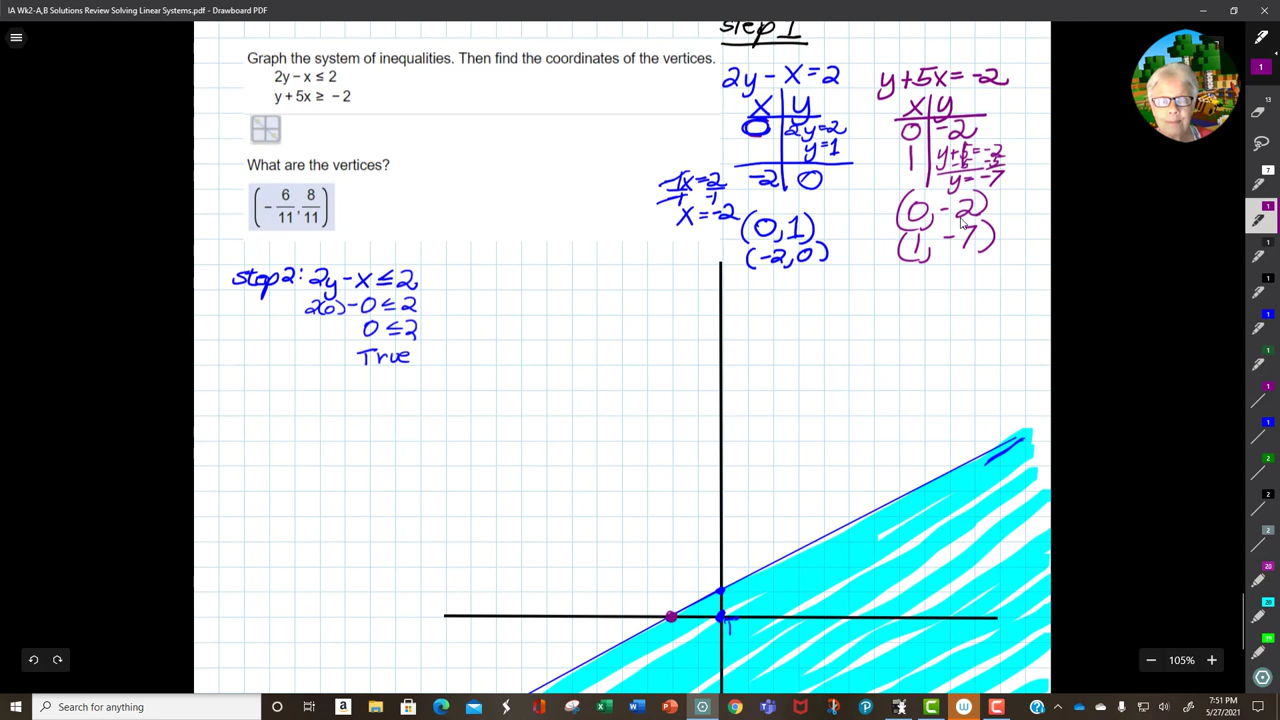 IA Wk2-A,B Solutions Review Solving Linear Systems.pdf - Drawboard PDF
step 1
Graph the system of inequalities. Then find the coordinates of the vertices.
2y – x ≤ 2
y + 5x ≥ – 2
What are the vertices?
(– 6/11, 8/11)
2y – x = 2
x | y
0 | 2y = 2
y = 1
-2 | 0
x = -2
(0, 1)
(-2, 0)
y + 5x = -2
x | y
0 | -2
1 | y + 5 = -2
-5 -5
y = -7
(0, -2)
(1, -7)
step 2: 2y – x ≤ 2
2(0) – 0 ≤ 2
0 ≤ 2
True
T
105%
Search for anything
7:51 PM
5/27/2021